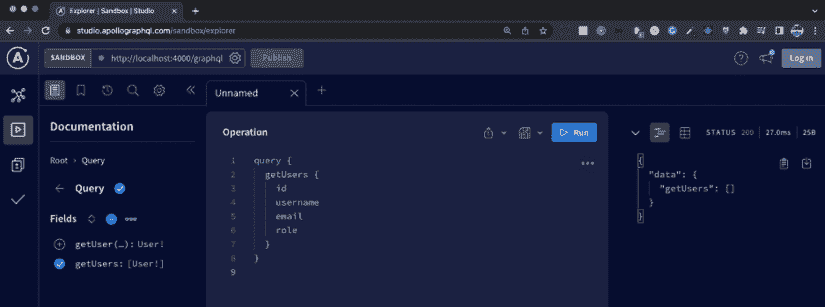 Explorer | Sandbox | Studio
studio.apollographql.com/sandbox/explorer
SANDBOX
http://localhost:4000/graphql
Publish
Log in
Unnamed
Documentation
Root > Query
Query
Fields
getUser(…): User!
getUsers: [User!]
Operation
Run
1 query {
2 getUsers {
3 id
4 username
5 email
6 role
7 }
8 }
9
STATUS 200
27.0ms
25B
{
"data": {
"getUsers": []
}
}